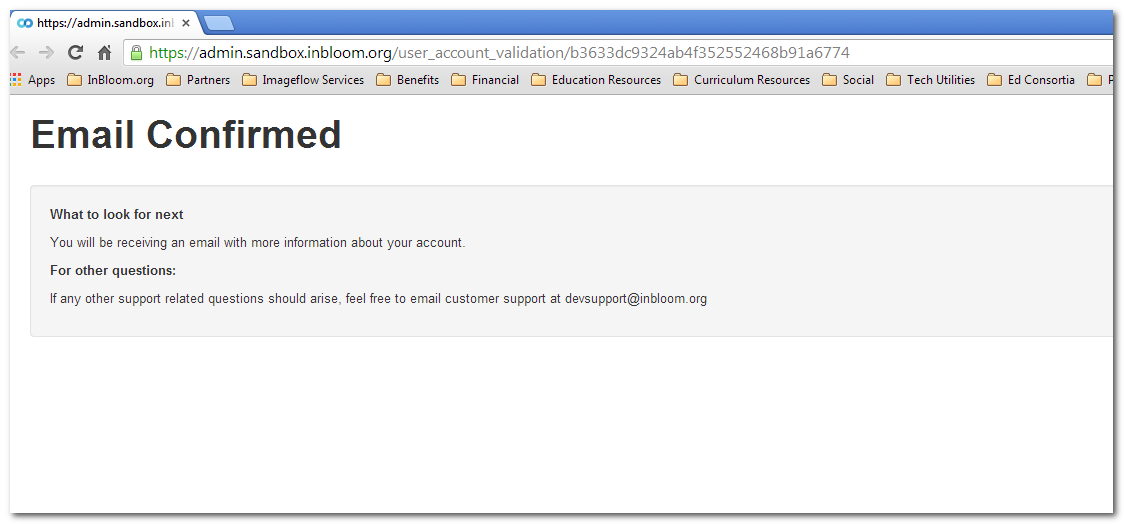 https://admin.sandbox.inl
https://admin.sandbox.inbloom.org/user_account_validation/b3633dc9324ab4f352552468b91a6774
Apps InBloom.org Partners Imageflow Services Benefits Financial Education Resources Curriculum Resources Social Tech Utilities Ed Consortia P
Email Confirmed
What to look for next
You will be receiving an email with more information about your account.
For other questions:
If any other support related questions should arise, feel free to email customer support at devsupport@inbloom.org